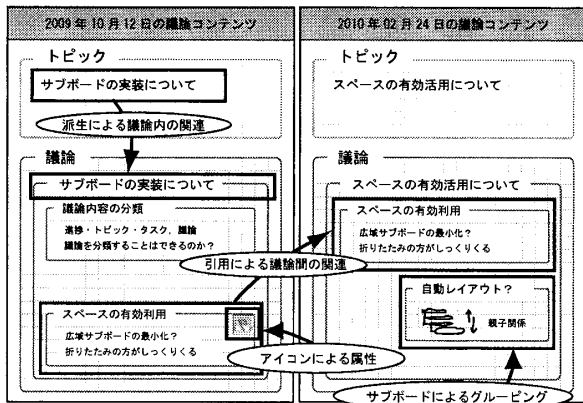 2009年10月12日の議論コンテンツ
トピック
サブボードの実装について
派生による議論内の関連
議論
サブボードの実装について
議論内容の分類
進捗・トピック・タスク，議論
議論を分類することはできるのか？
スペースの有効利用
広域サブボードの最小化？
折りたたみの方がしっくりくる
2010年02月24日の議論コンテンツ
トピック
スペースの有効活用について
議論
スペースの有効活用について
スペースの有効利用
広域サブボードの最小化？
折りたたみの方がしっくりくる
引用による議論間の関連
自動レイアウト？
親子関係
アイコンによる属性
サブボードによるグルーピング